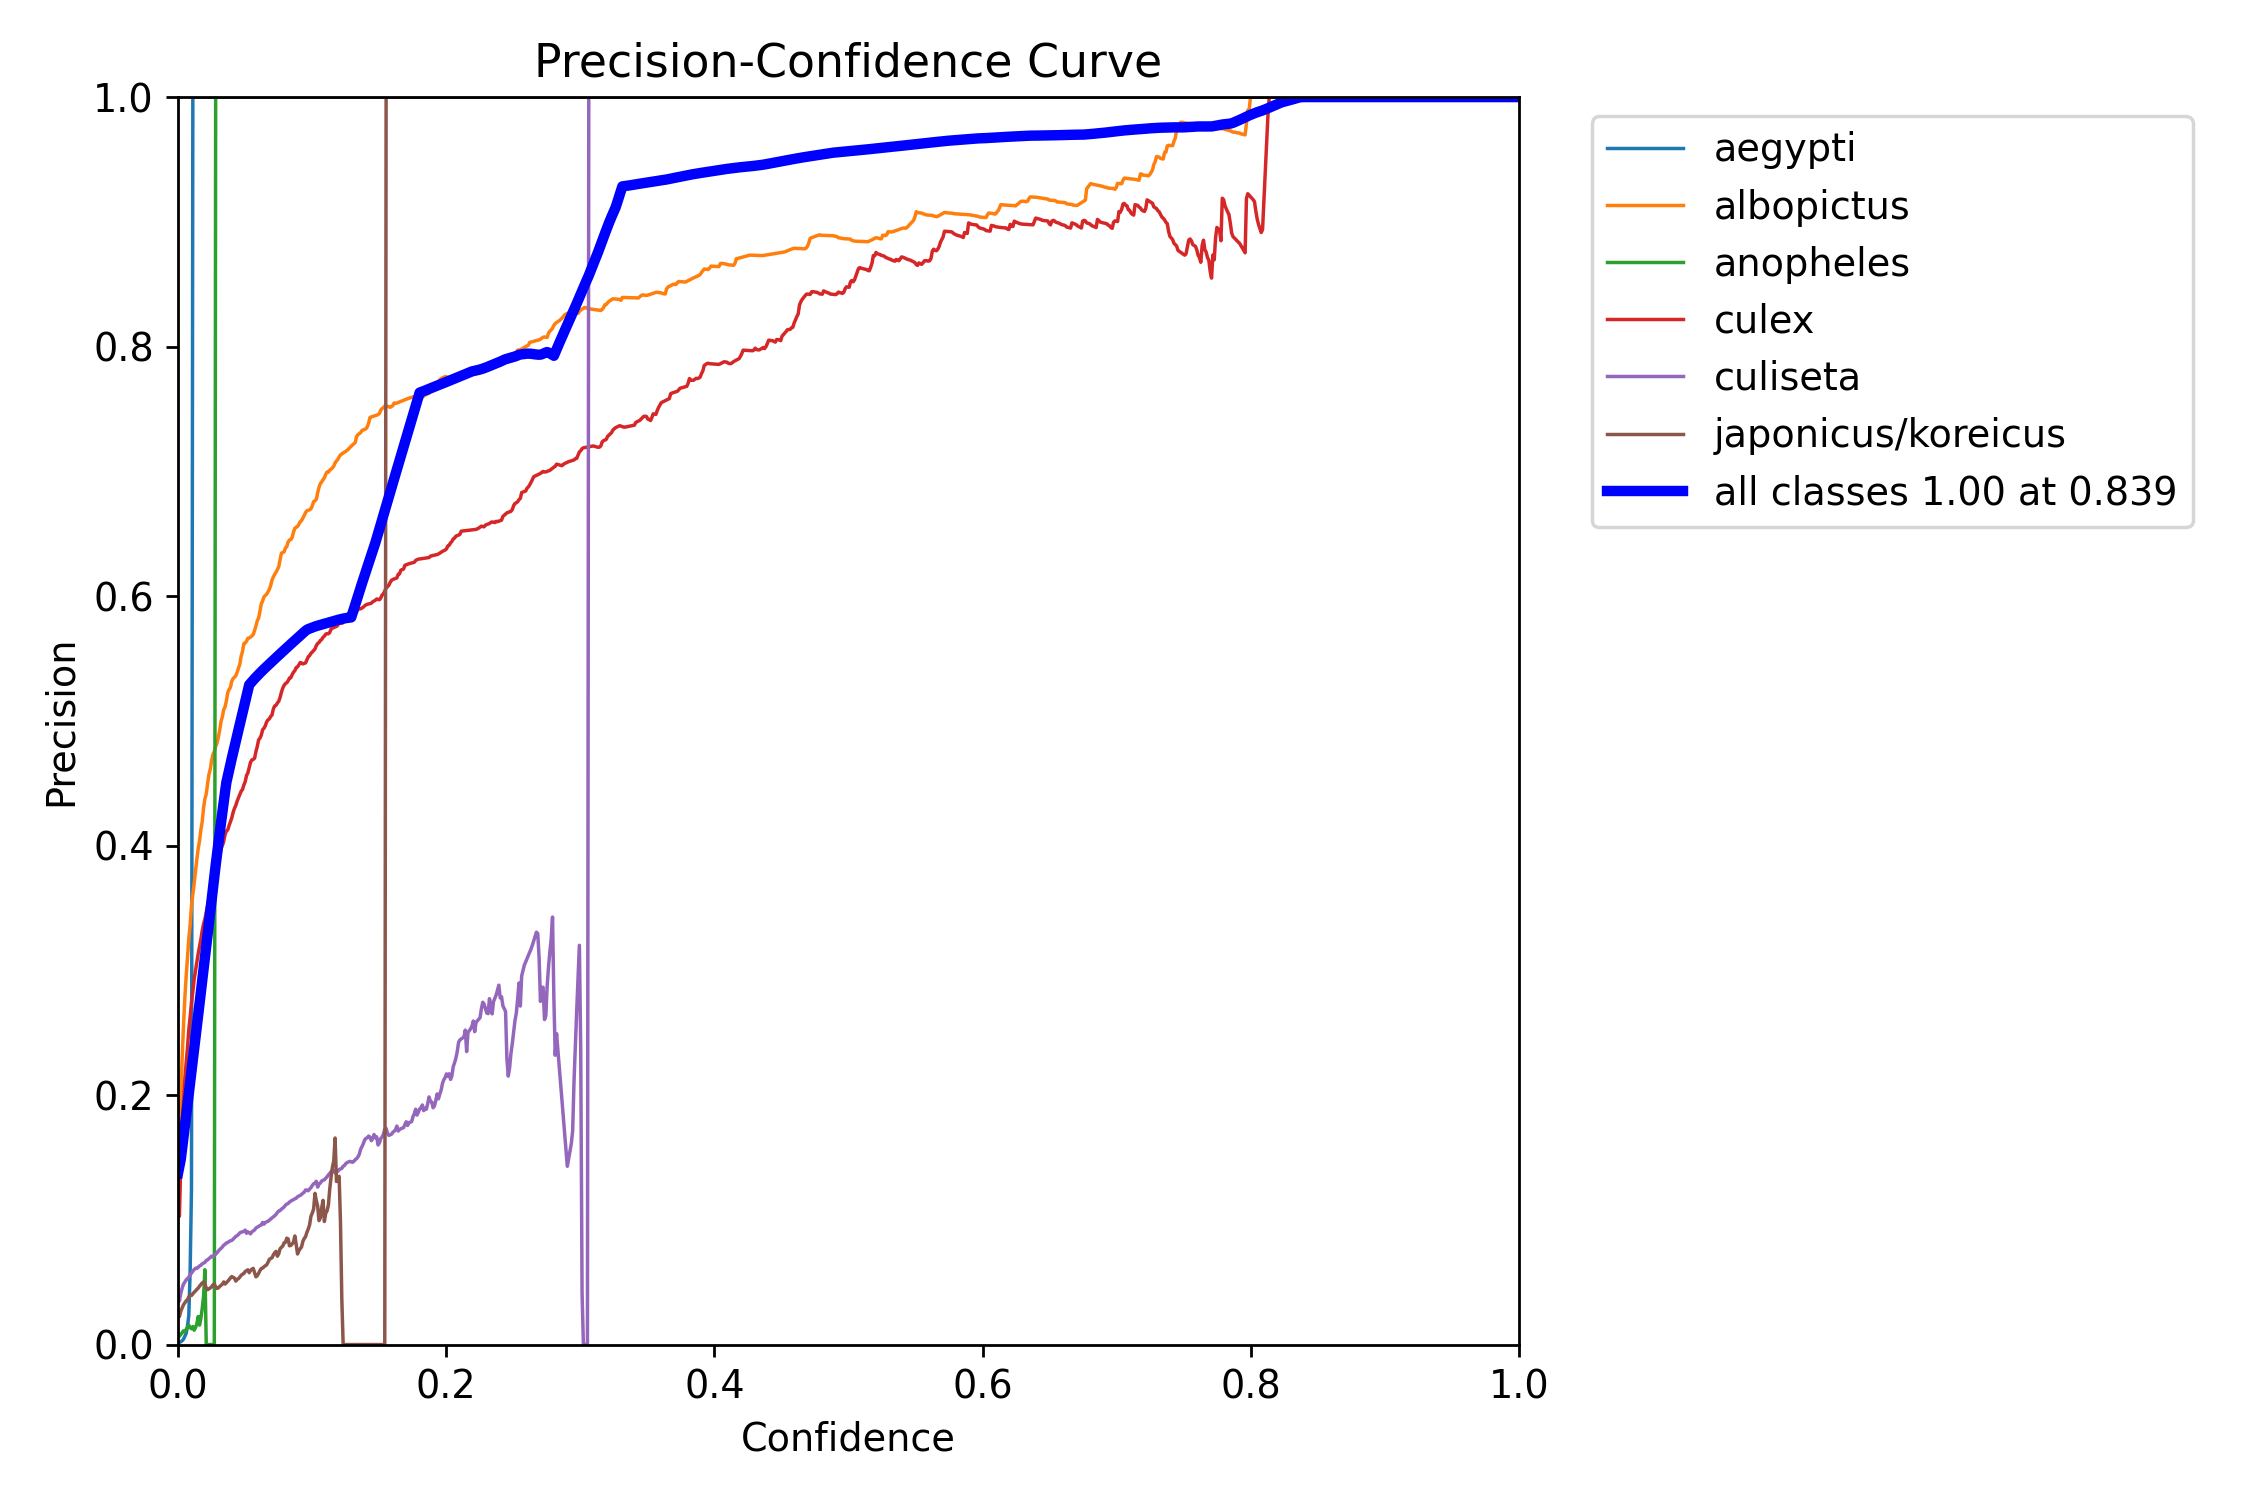 Precision-Confidence Curve
1.0
0.8
0.6
0.4
0.2
0.0
Precision
0.0 0.2 0.4 0.6 0.8 1.0
Confidence
aegypti
albopictus
anopheles
culex
culiseta
japonicus/koreicus
all classes 1.00 at 0.839